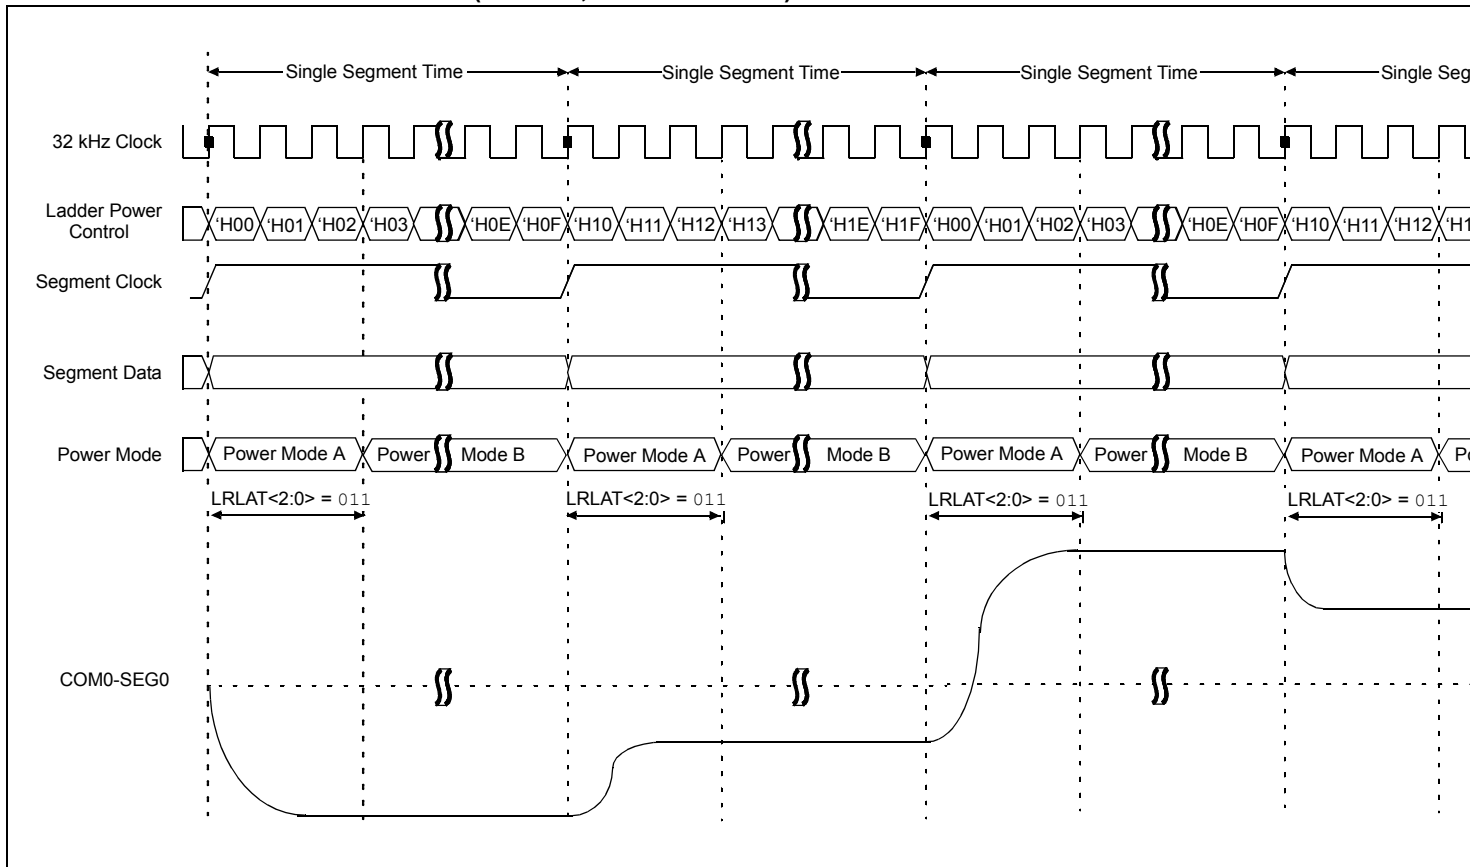 Single Segment Time Single Segment Time Single Segment Time Single Seg
32 kHz Clock
Ladder Power
Control
‘H00 ‘H01 ‘H02 ‘H03 ‘H0E ‘H0F ‘H10 ‘H11 ‘H12 ‘H13 ‘H1E ‘H1F ‘H00 ‘H01 ‘H02 ‘H03 ‘H0E ‘H0F ‘H10 ‘H11 ‘H12 ‘H1
Segment Clock
Segment Data
Power Mode Power Mode A Power Mode B Power Mode A Power Mode B Power Mode A Power Mode B Power Mode A Po
LRLAT<2:0> = 011 LRLAT<2:0> = 011 LRLAT<2:0> = 011 LRLAT<2:0> = 011
COM0-SEG0